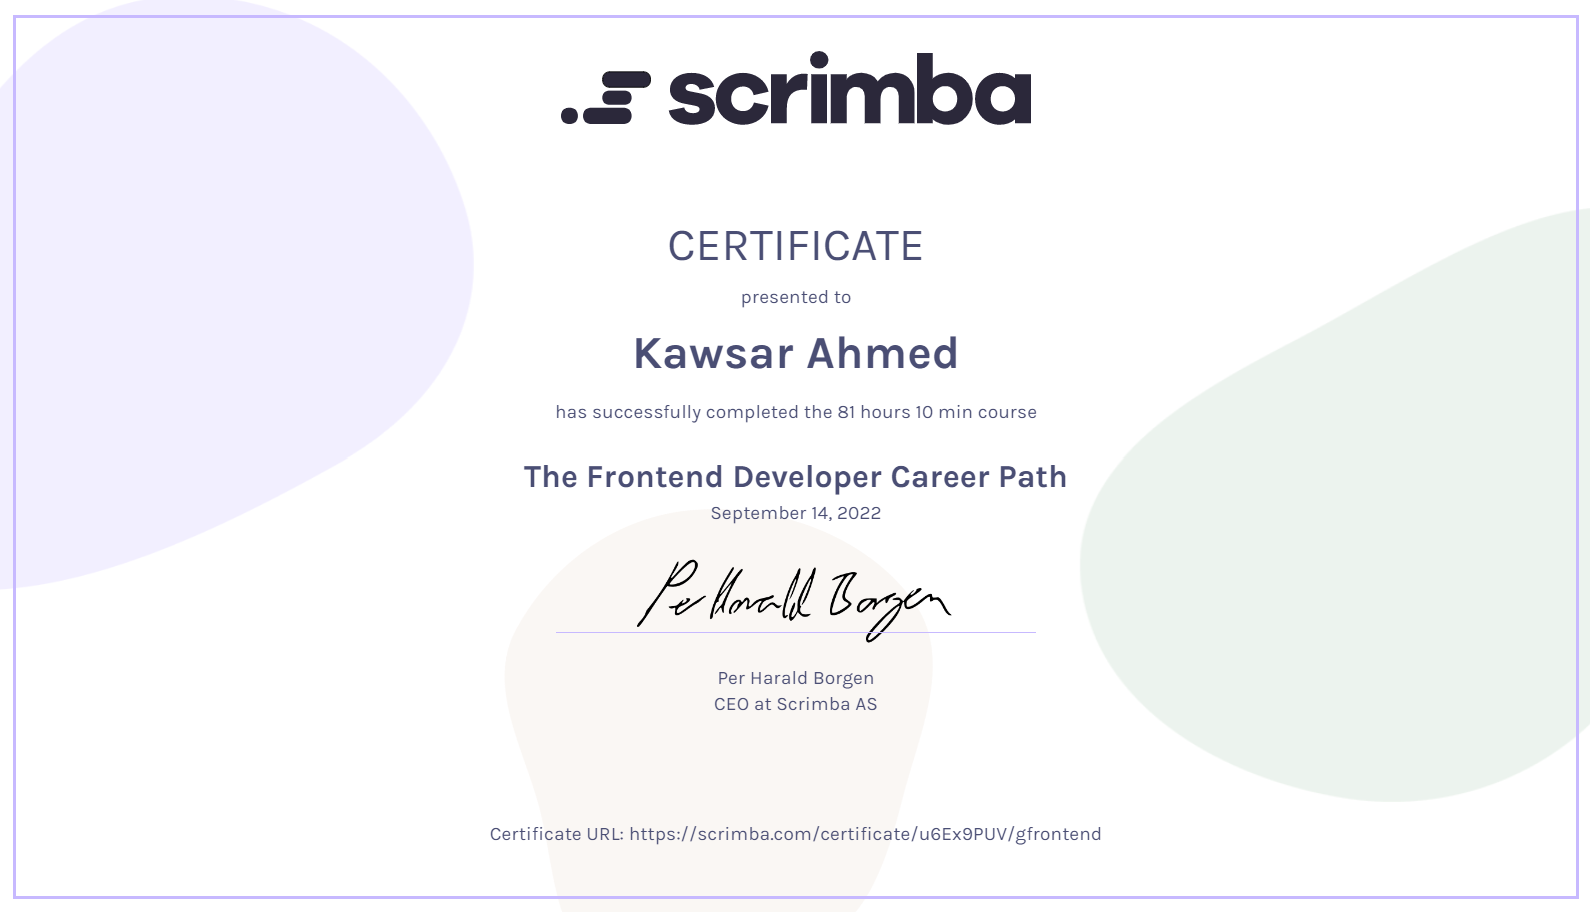 scrimba
CERTIFICATE
presented to
Kawsar Ahmed
has successfully completed the 81 hours 10 min course
The Frontend Developer Career Path
September 14, 2022
Per Harald Borgen
Per Harald Borgen
CEO at Scrimba AS
Certificate URL: https://scrimba.com/certificate/u6Ex9PUV/gfrontend